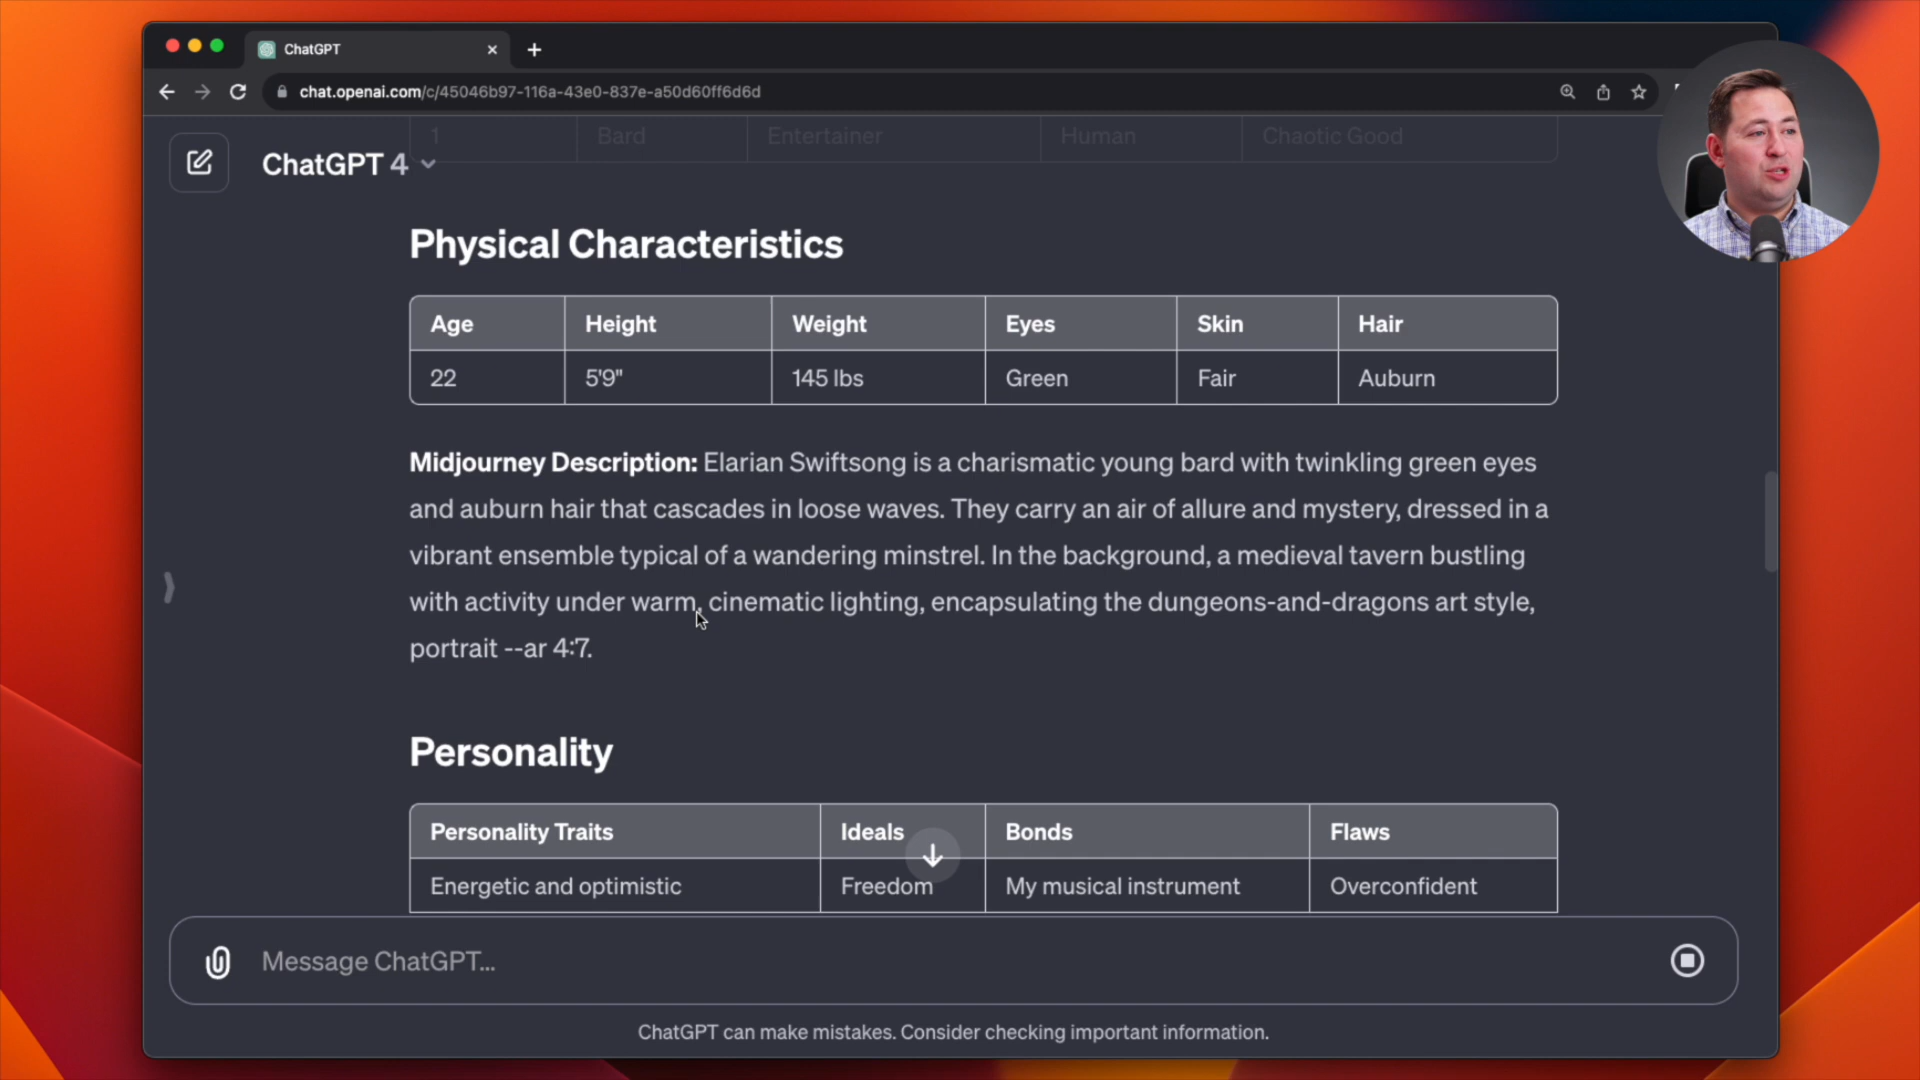 ChatGPT
chat.openai.com/c/45046b97-116a-43e0-837e-a50d60ff6d6d
1 Bard Entertainer Human Chaotic Good
ChatGPT 4
Physical Characteristics
Age Height Weight Eyes Skin Hair
22 5'9" 145 lbs Green Fair Auburn
Midjourney Description: Elarian Swiftsong is a charismatic young bard with twinkling green eyes
and auburn hair that cascades in loose waves. They carry an air of allure and mystery, dressed in a
vibrant ensemble typical of a wandering minstrel. In the background, a medieval tavern bustling
with activity under warm, cinematic lighting, encapsulating the dungeons-and-dragons art style,
portrait --ar 4:7.
Personality
Personality Traits Ideals Bonds Flaws
Energetic and optimistic Freedom My musical instrument Overconfident
Message ChatGPT...
ChatGPT can make mistakes. Consider checking important information.